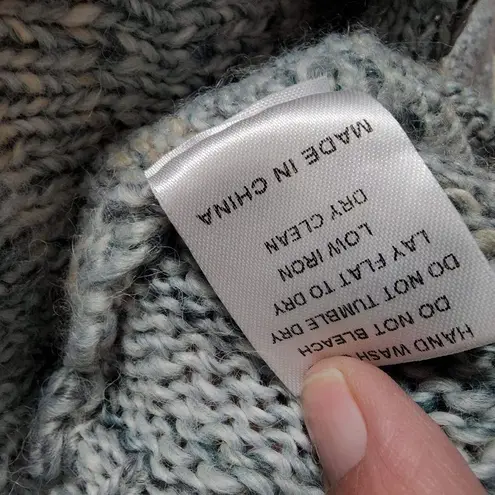 HAND WASH
DO NOT BLEACH
DO NOT TUMBLE DRY
LAY FLAT TO DRY
LOW IRON
DRY CLEAN
MADE IN CHINA